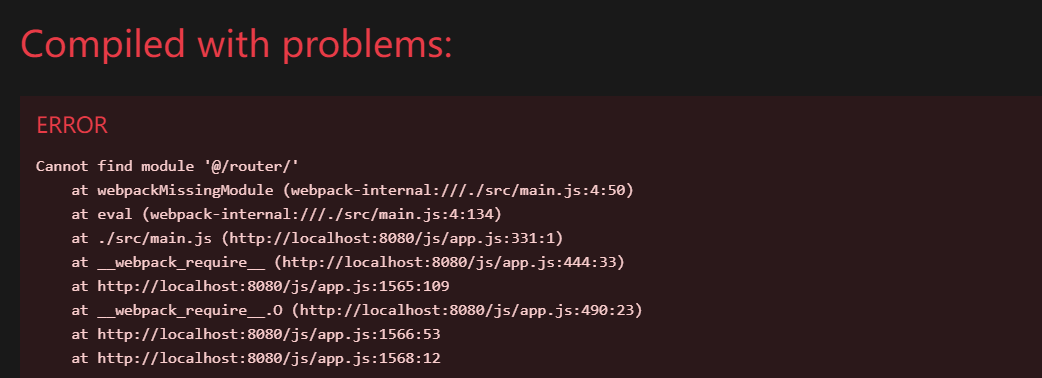 Compiled with problems:
ERROR
Cannot find module '@/router/'
at webpackMissingModule (webpack-internal:///./src/main.js:4:50)
at eval (webpack-internal:///./src/main.js:4:134)
at ./src/main.js (http://localhost:8080/js/app.js:331:1)
at __webpack_require__ (http://localhost:8080/js/app.js:444:33)
at http://localhost:8080/js/app.js:1565:109
at __webpack_require__.O (http://localhost:8080/js/app.js:490:23)
at http://localhost:8080/js/app.js:1566:53
at http://localhost:8080/js/app.js:1568:12